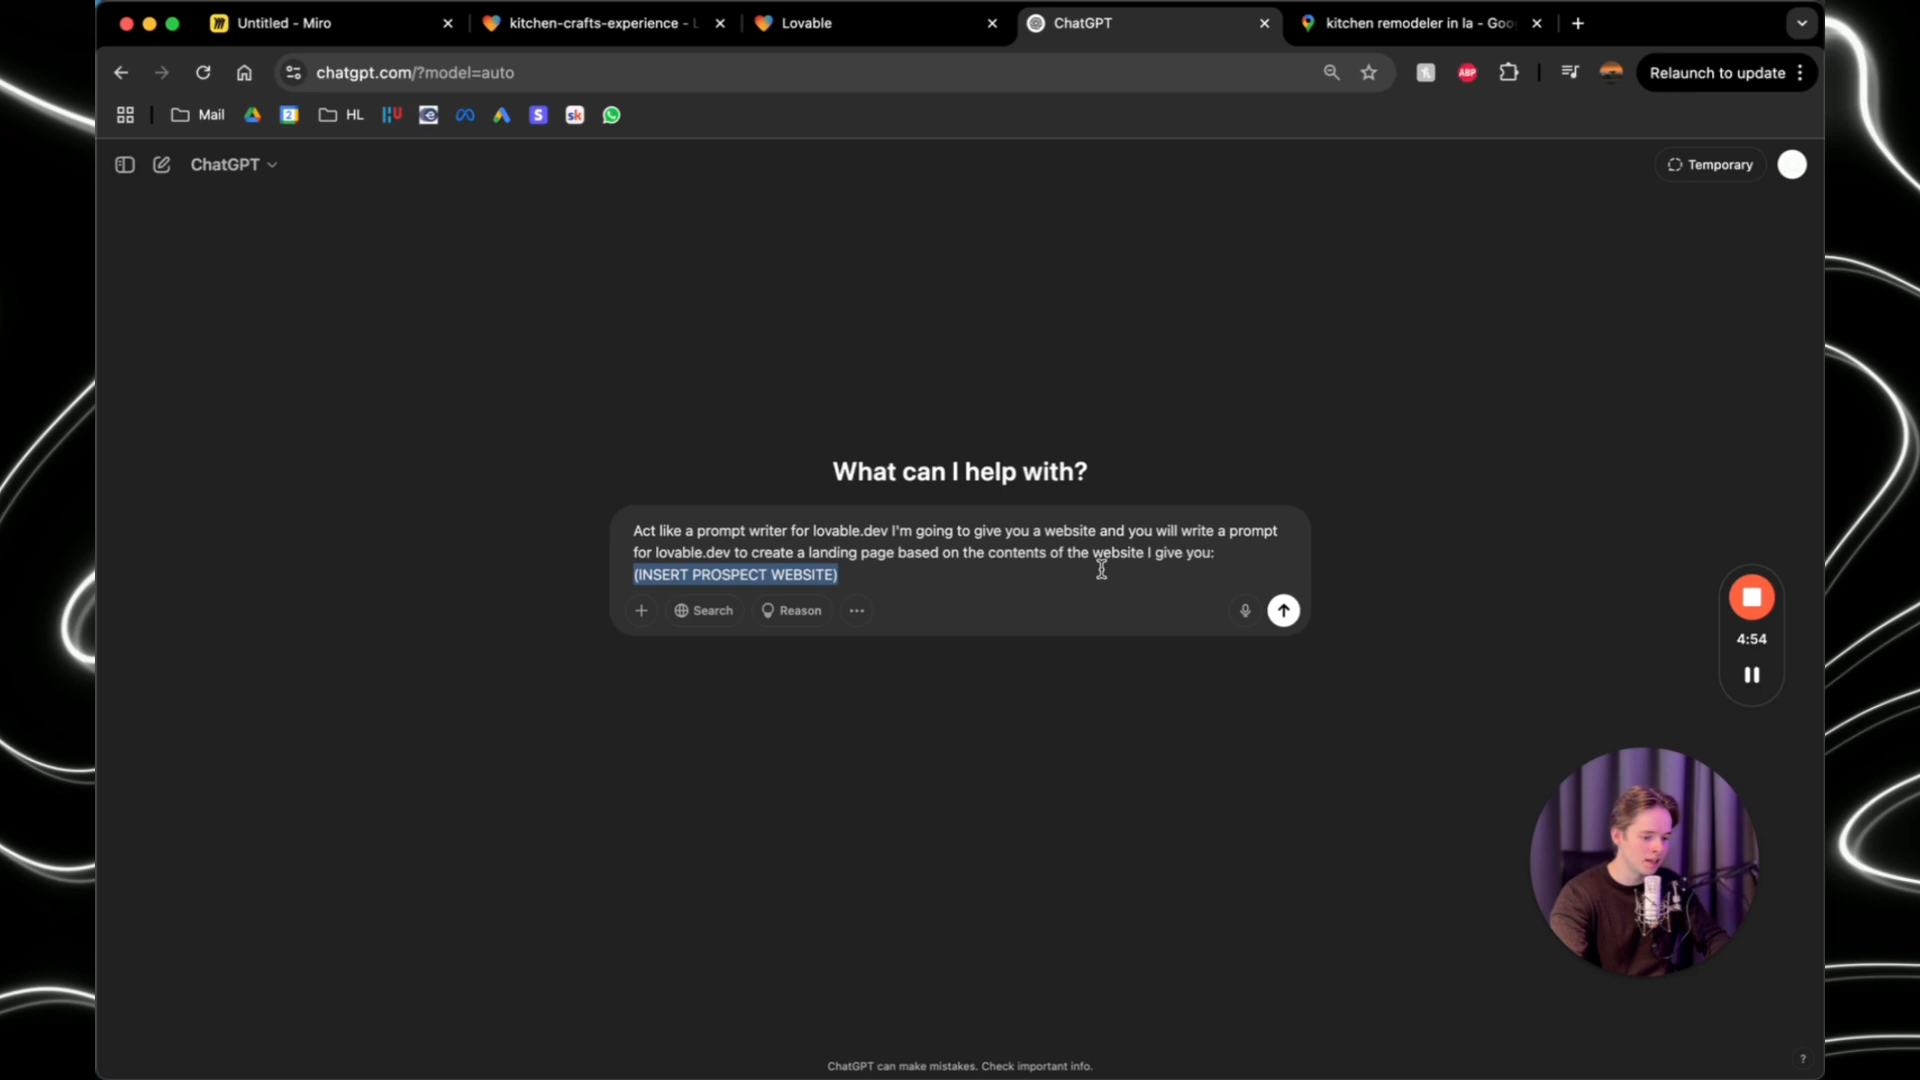 Untitled - Miro
kitchen-crafts-experience - L
Lovable
ChatGPT
kitchen remodeler in la - Goo
chatgpt.com/?model=auto
ABP
Relaunch to update
Mail
2
HL
S
sk
ChatGPT
Temporary
What can I help with?
Act like a prompt writer for lovable.dev I'm going to give you a website and you will write a prompt
for lovable.dev to create a landing page based on the contents of the website I give you:
(INSERT PROSPECT WEBSITE)
Search
Reason
4:54
ChatGPT can make mistakes. Check important info.
?